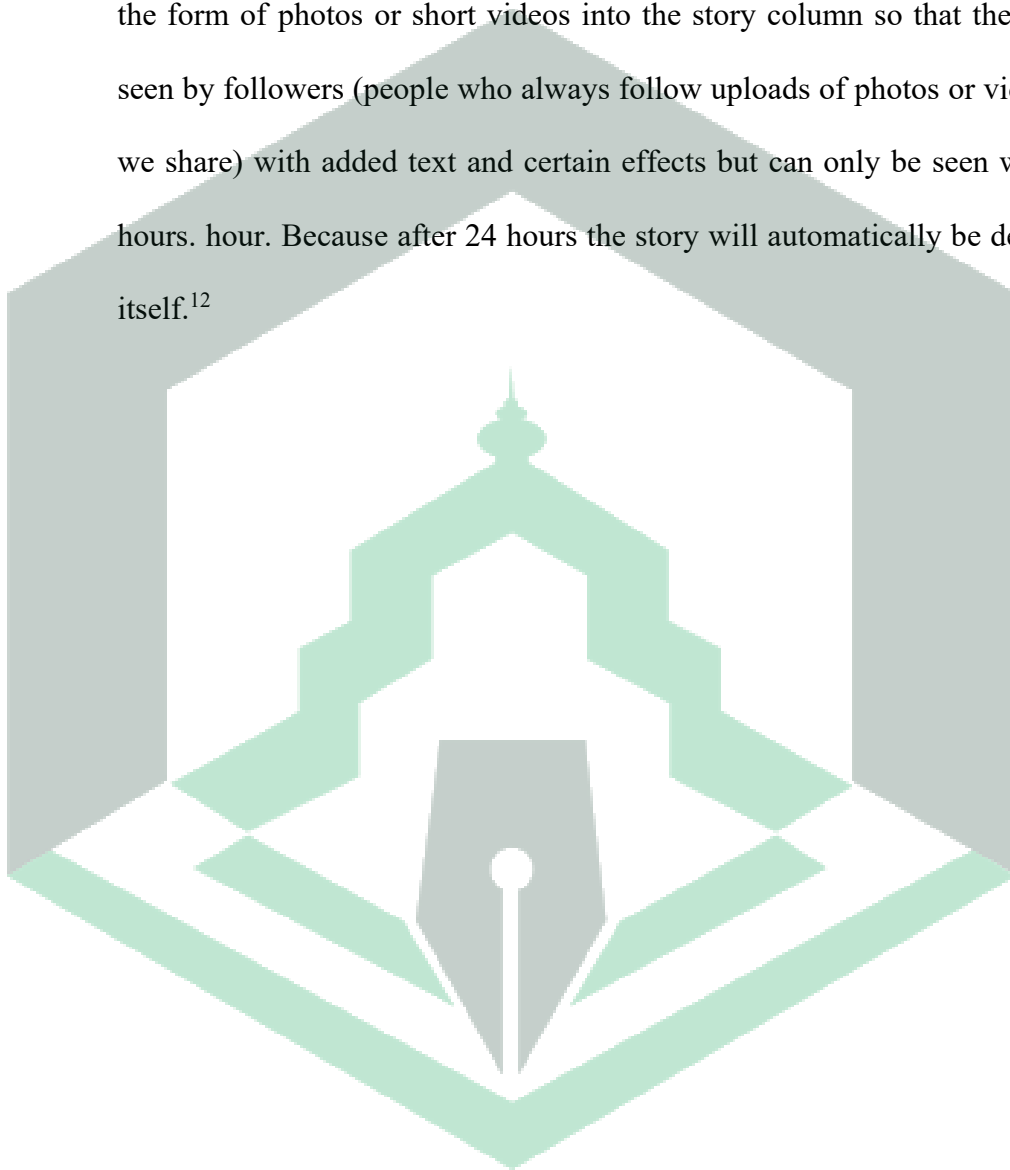 the form of photos or short videos into the story column so that the
seen by followers (people who always follow uploads of photos or
we share) with added text and certain effects but can only be seen
hours. hour. Because after 24 hours the story will automatically be
itself.12